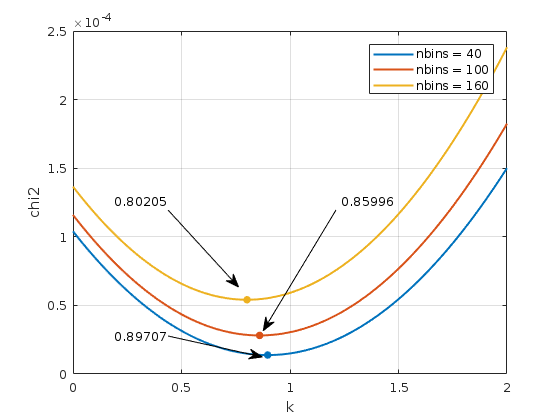 ×10^-4
2.5
nbins = 40
nbins = 100
nbins = 160
2
1.5
0.80205
0.85996
chi2
1
0.5
0.89707
0
0 0.5 1 1.5 2
k